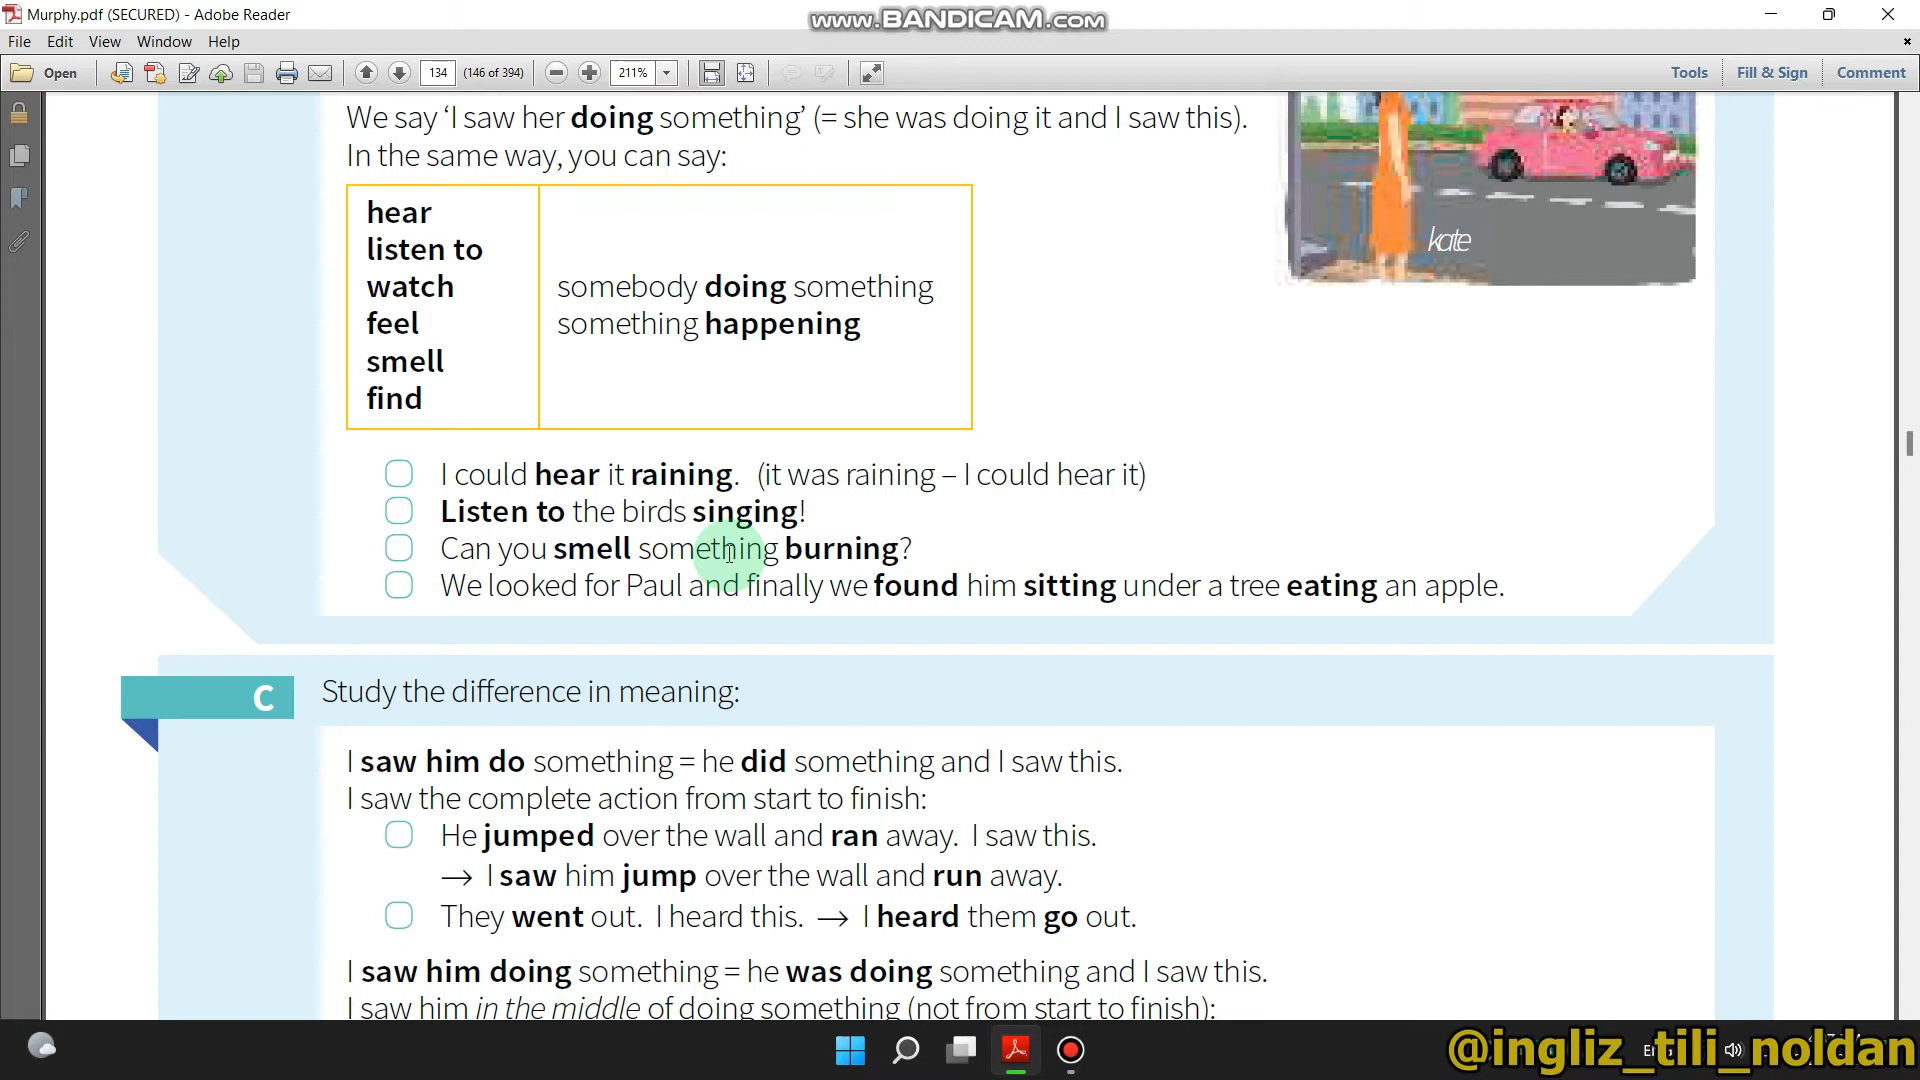 Murphy.pdf (SECURED) - Adobe Reader
www.BANDICAM.com
File Edit View Window Help
Open 134 (146 of 394) 211% Tools Fill & Sign Comment
We say ‘I saw her doing something’ (= she was doing it and I saw this).
In the same way, you can say:
hear
listen to
watch
feel
smell
find
somebody doing something
something happening
kate
I could hear it raining. (it was raining – I could hear it)
Listen to the birds singing!
Can you smell something burning?
We looked for Paul and finally we found him sitting under a tree eating an apple.
C Study the difference in meaning:
I saw him do something = he did something and I saw this.
I saw the complete action from start to finish:
He jumped over the wall and ran away. I saw this.
→ I saw him jump over the wall and run away.
They went out. I heard this. → I heard them go out.
I saw him doing something = he was doing something and I saw this.
I saw him in the middle of doing something (not from start to finish):
@ingliz_tili_noldan